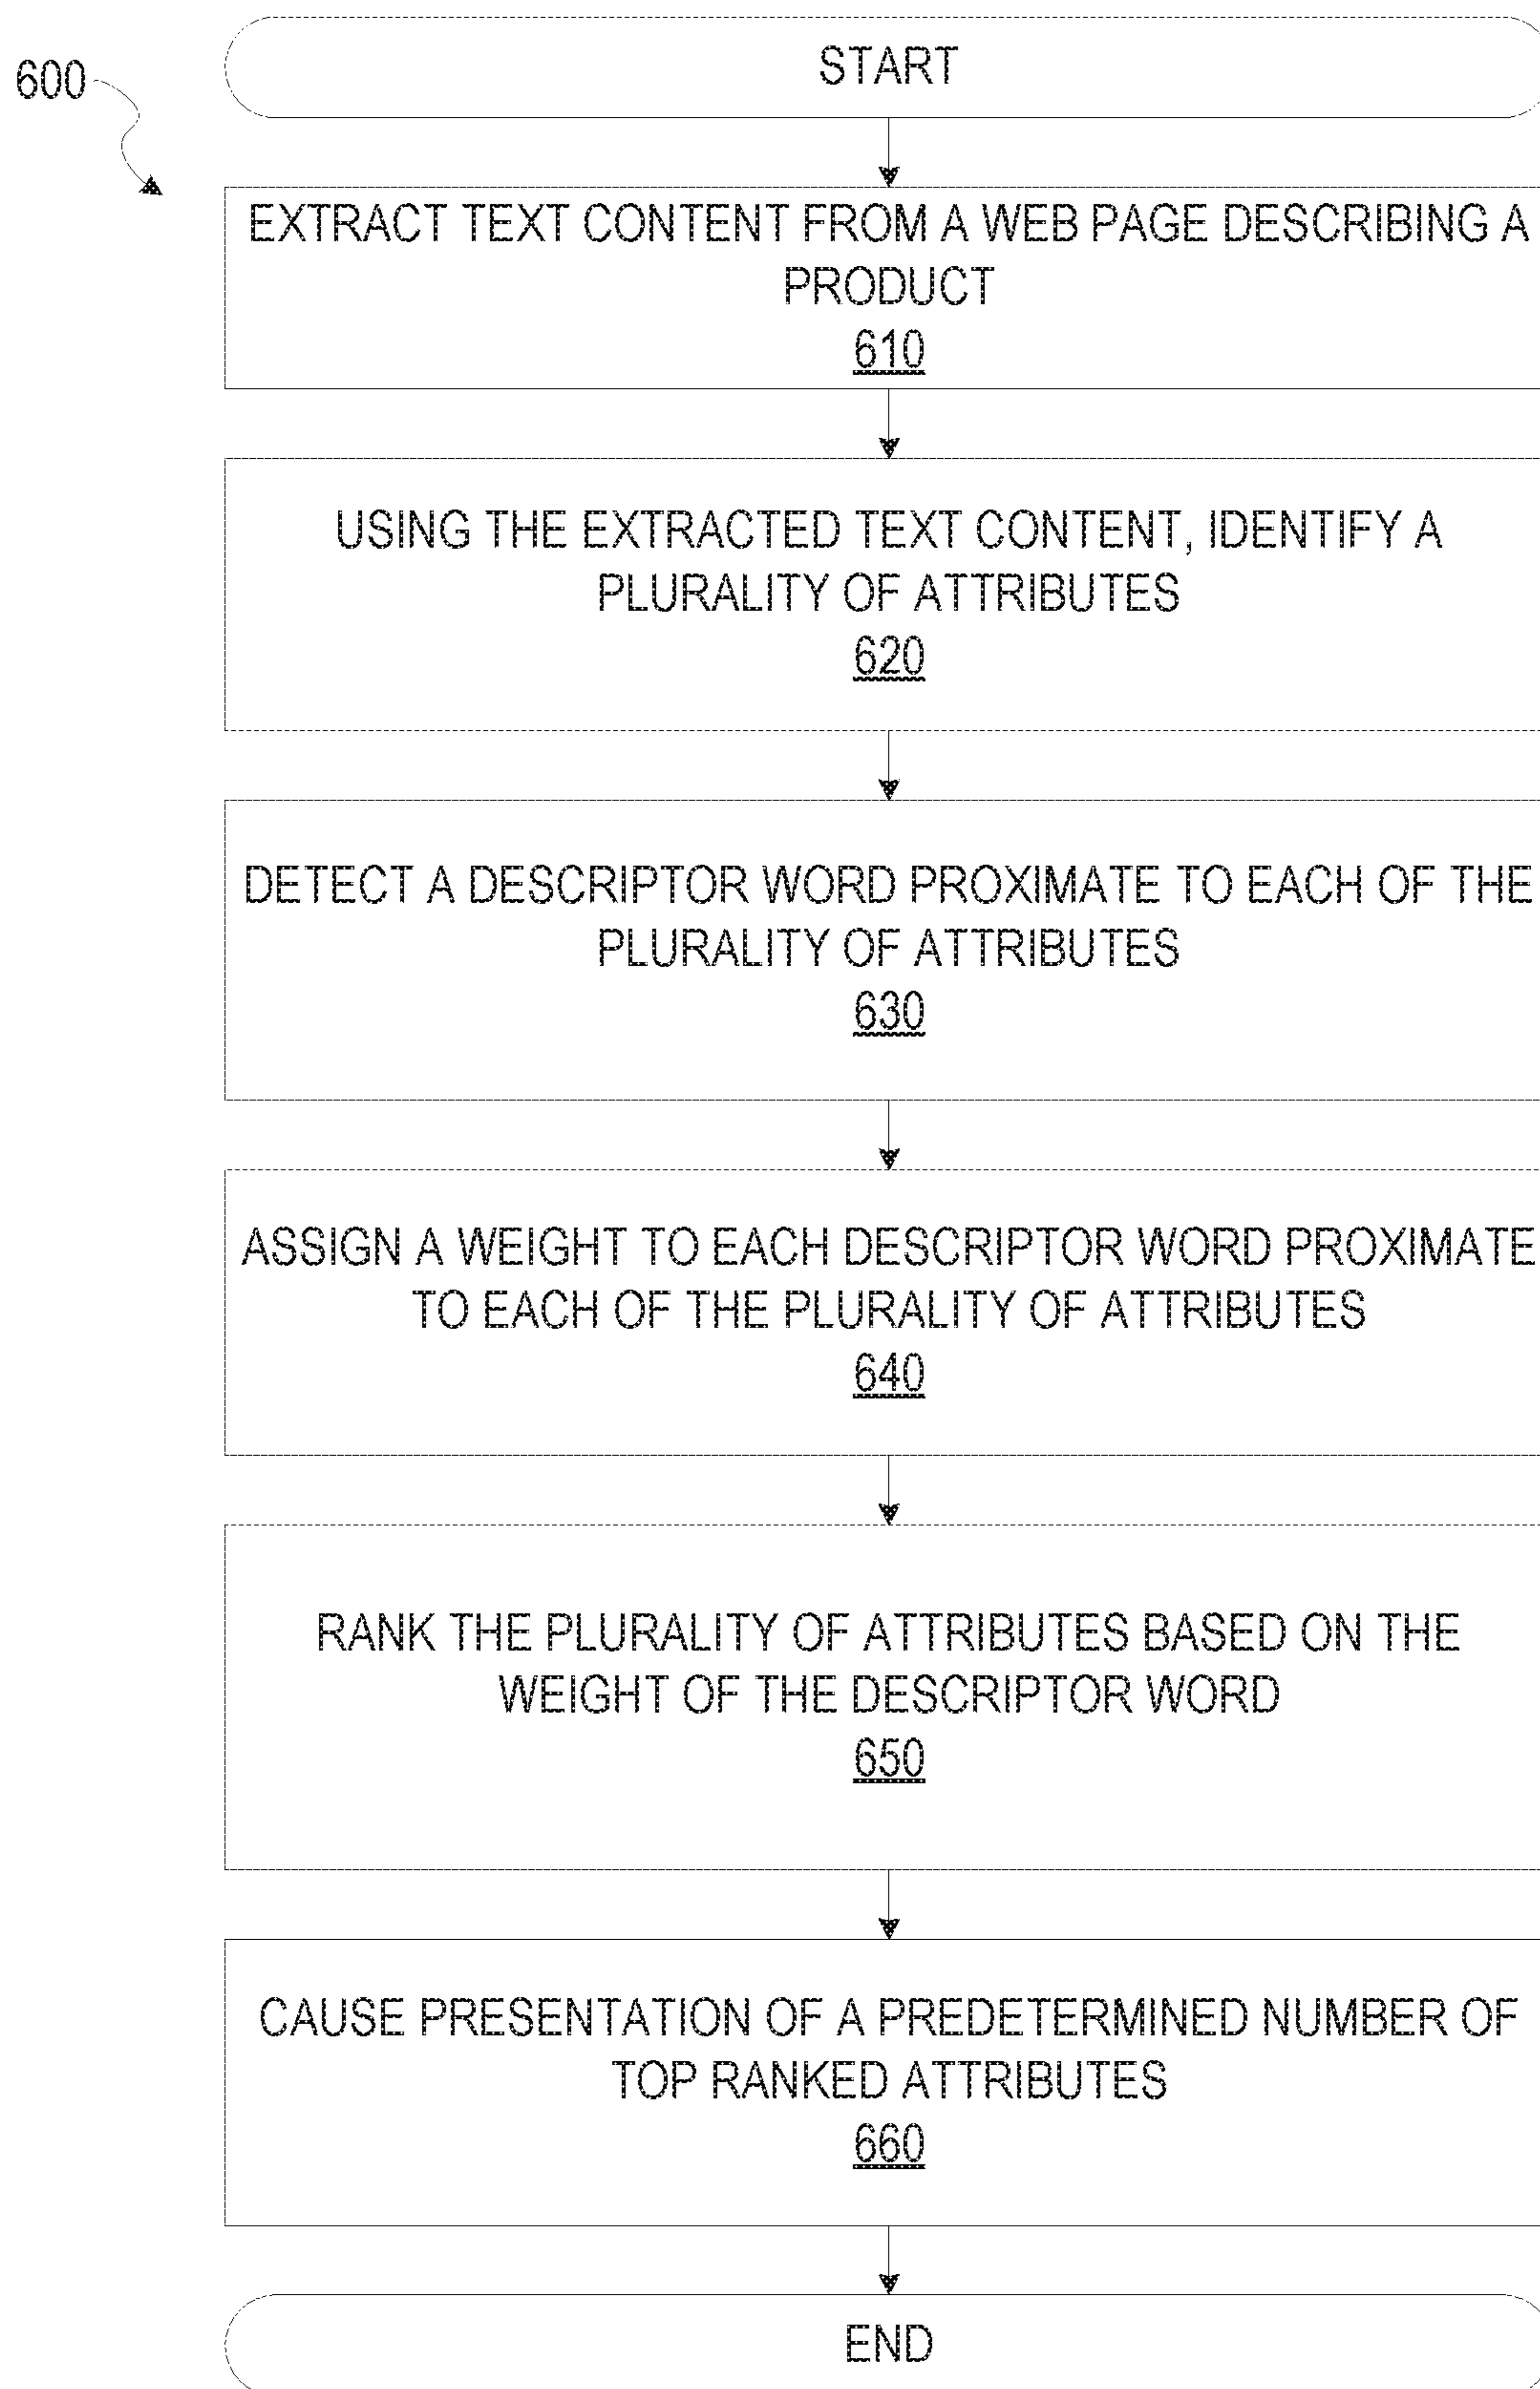 START
600
EXTRACT TEXT CONTENT FROM A WEB PAGE DESCRIBING A
PRODUCT
610
USING THE EXTRACTED TEXT CONTENT, IDENTIFY A
PLURALITY OF ATTRIBUTES
620
DETECT A DESCRIPTOR WORD PROXIMATE TO EACH OF THE
PLURALITY OF ATTRIBUTES
630
ASSIGN A WEIGHT TO EACH DESCRIPTOR WORD PROXIMATE
TO EACH OF THE PLURALITY OF ATTRIBUTES
640
RANK THE PLURALITY OF ATTRIBUTES BASED ON THE
WEIGHT OF THE DESCRIPTOR WORD
650
CAUSE PRESENTATION OF A PREDETERMINED NUMBER OF
TOP RANKED ATTRIBUTES
660
END